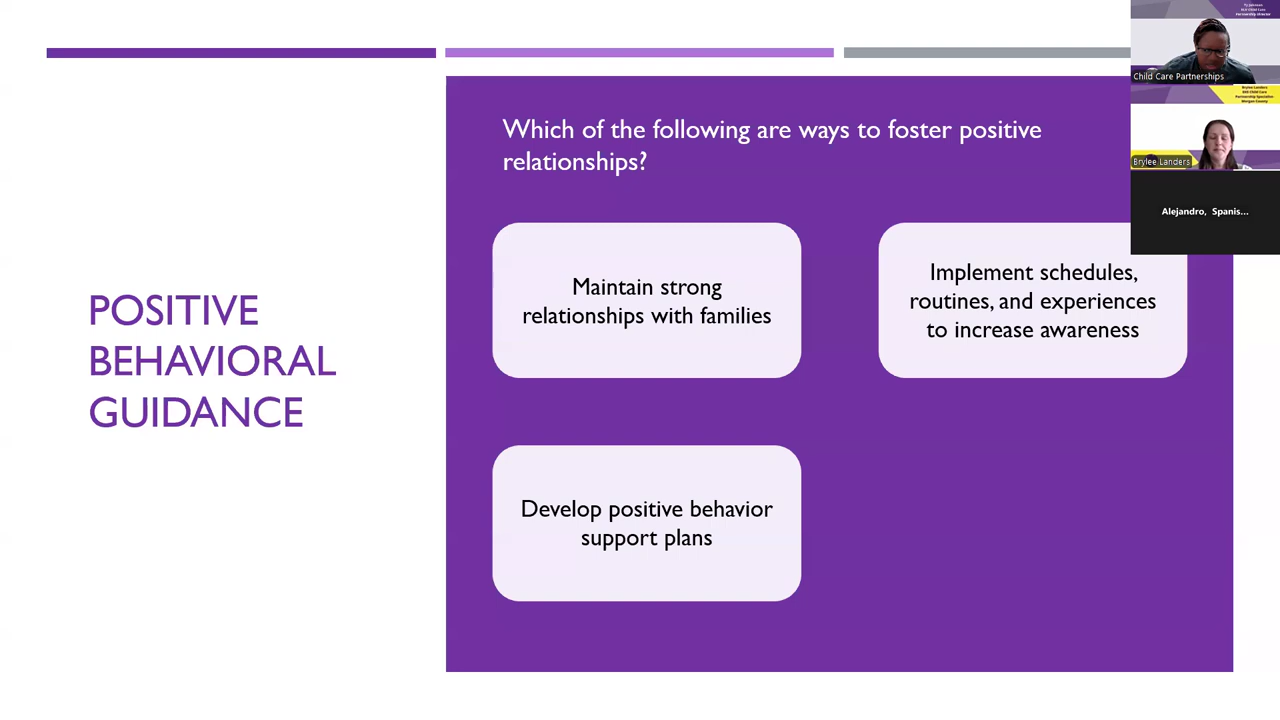 POSITIVE
BEHAVIORAL
GUIDANCE
Which of the following are ways to foster positive
relationships?
Maintain strong
relationships with families
Implement schedules,
routines, and experiences
to increase awareness
Develop positive behavior
support plans
Child Care Partnerships
Brylee Landers
Alejandro, Spanis...